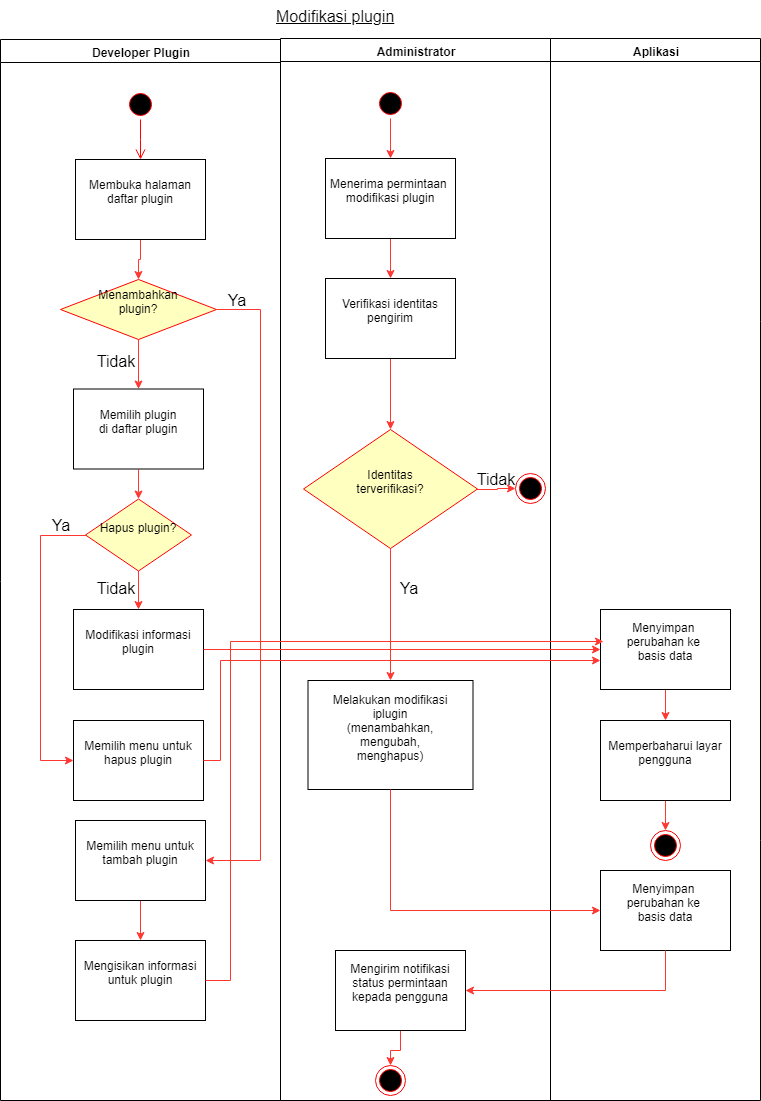 Modifikasi plugin
Developer Plugin
Administrator
Aplikasi
Membuka halaman
daftar plugin
Menambahkan
plugin?
Ya
Tidak
Memilih plugin
di daftar plugin
Hapus plugin?
Ya
Tidak
Modifikasi informasi
plugin
Memilih menu untuk
hapus plugin
Memilih menu untuk
tambah plugin
Mengisikan informasi
untuk plugin
Menerima permintaan
modifikasi plugin
Verifikasi identitas
pengirim
Identitas
terverifikasi?
Tidak
Ya
Melakukan modifikasi
iplugin
(menambahkan,
mengubah,
menghapus)
Mengirim notifikasi
status permintaan
kepada pengguna
Menyimpan
perubahan ke
basis data
Memperbaharui layar
pengguna
Menyimpan
perubahan ke
basis data